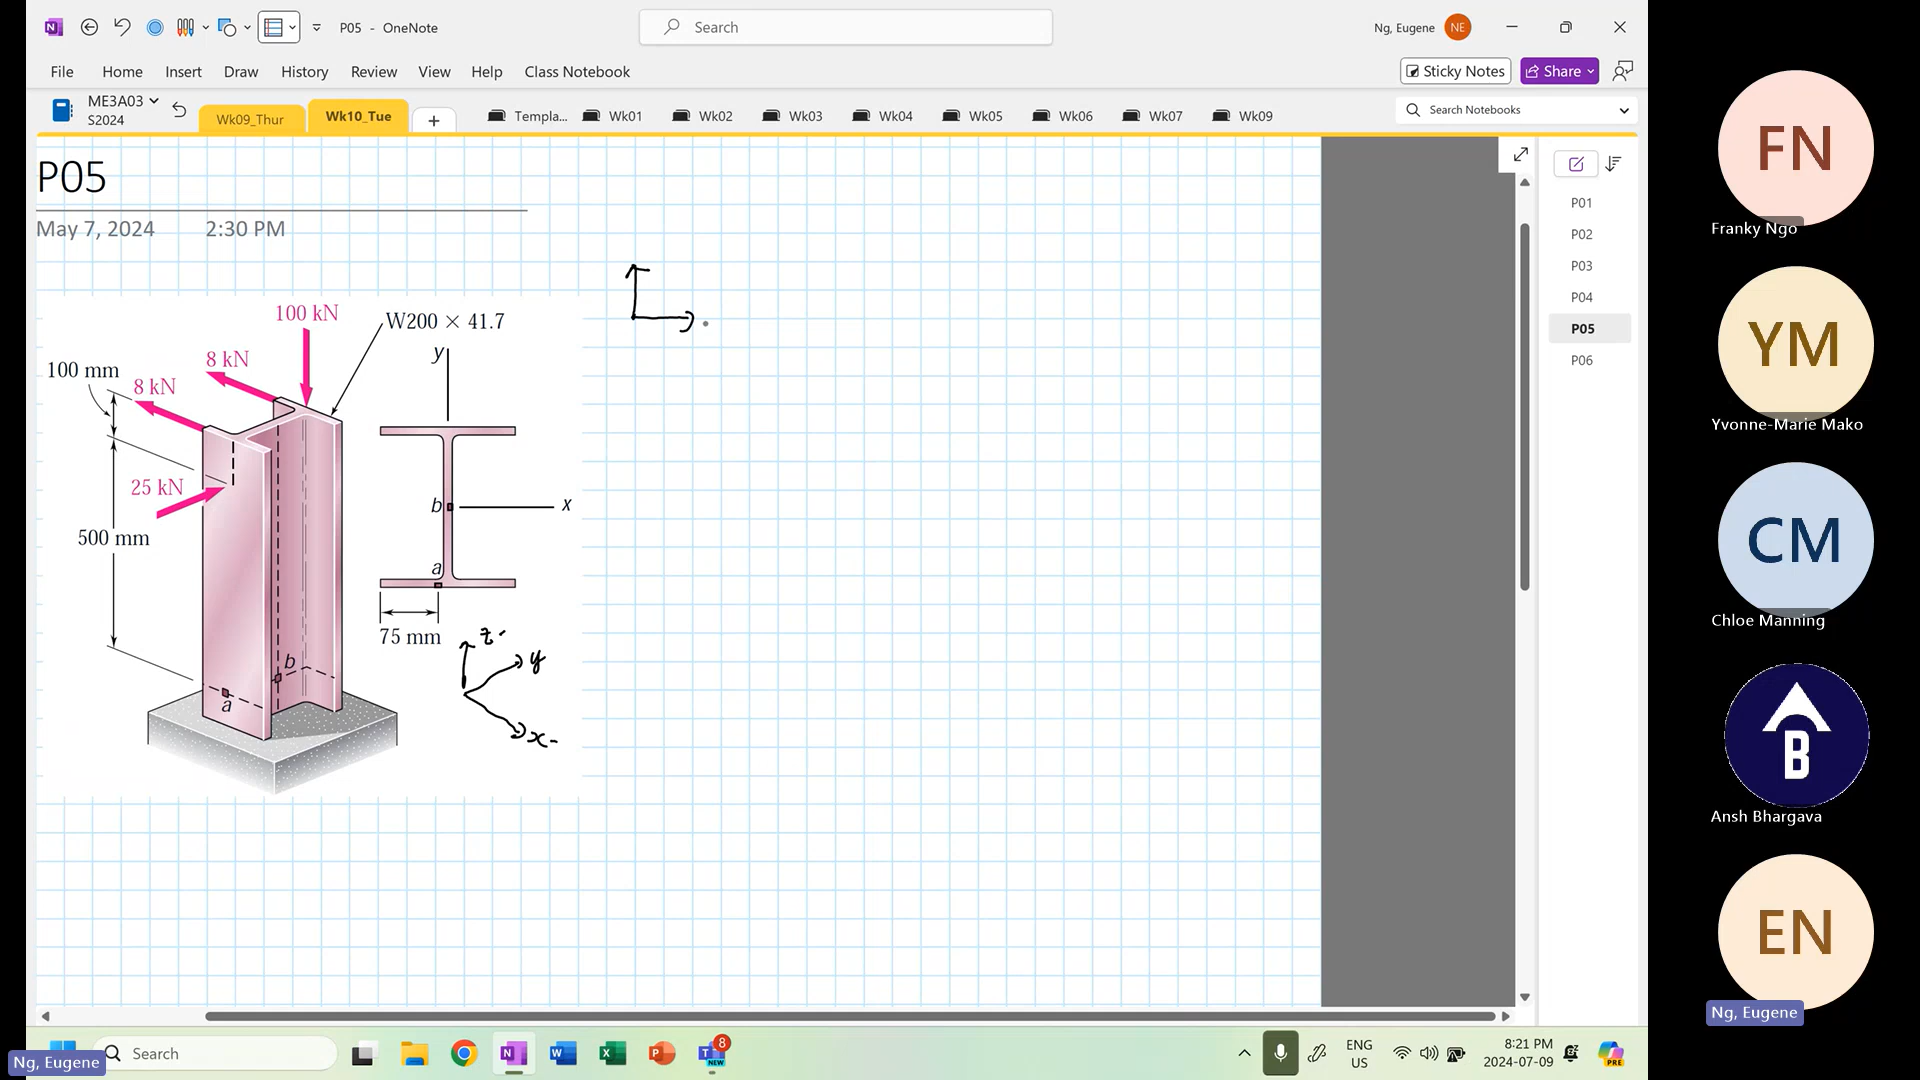 P05 - OneNote
Search
Ng, Eugene
NE
File Home Insert Draw History Review View Help Class Notebook
Sticky Notes
Share
ME3A03
S2024
Wk09_Thur
Wk10_Tue
+
Templa...
Wk01
Wk02
Wk03
Wk04
Wk05
Wk06
Wk07
Wk09
Search Notebooks
P05
May 7, 2024 2:30 PM
P01
P02
P03
P04
P05
P06
100 kN
W200 × 41.7
8 kN
y
100 mm
8 kN
25 kN
b
x
500 mm
a
75 mm
z
y
b
a
x
FN
Franky Ngo
YM
Yvonne-Marie Mako
CM
Chloe Manning
B
Ansh Bhargava
EN
Ng, Eugene
Ng, Eugene
Search
N
W
X
P
8
NEW
ENG
US
8:21 PM
2024-07-09
PRE